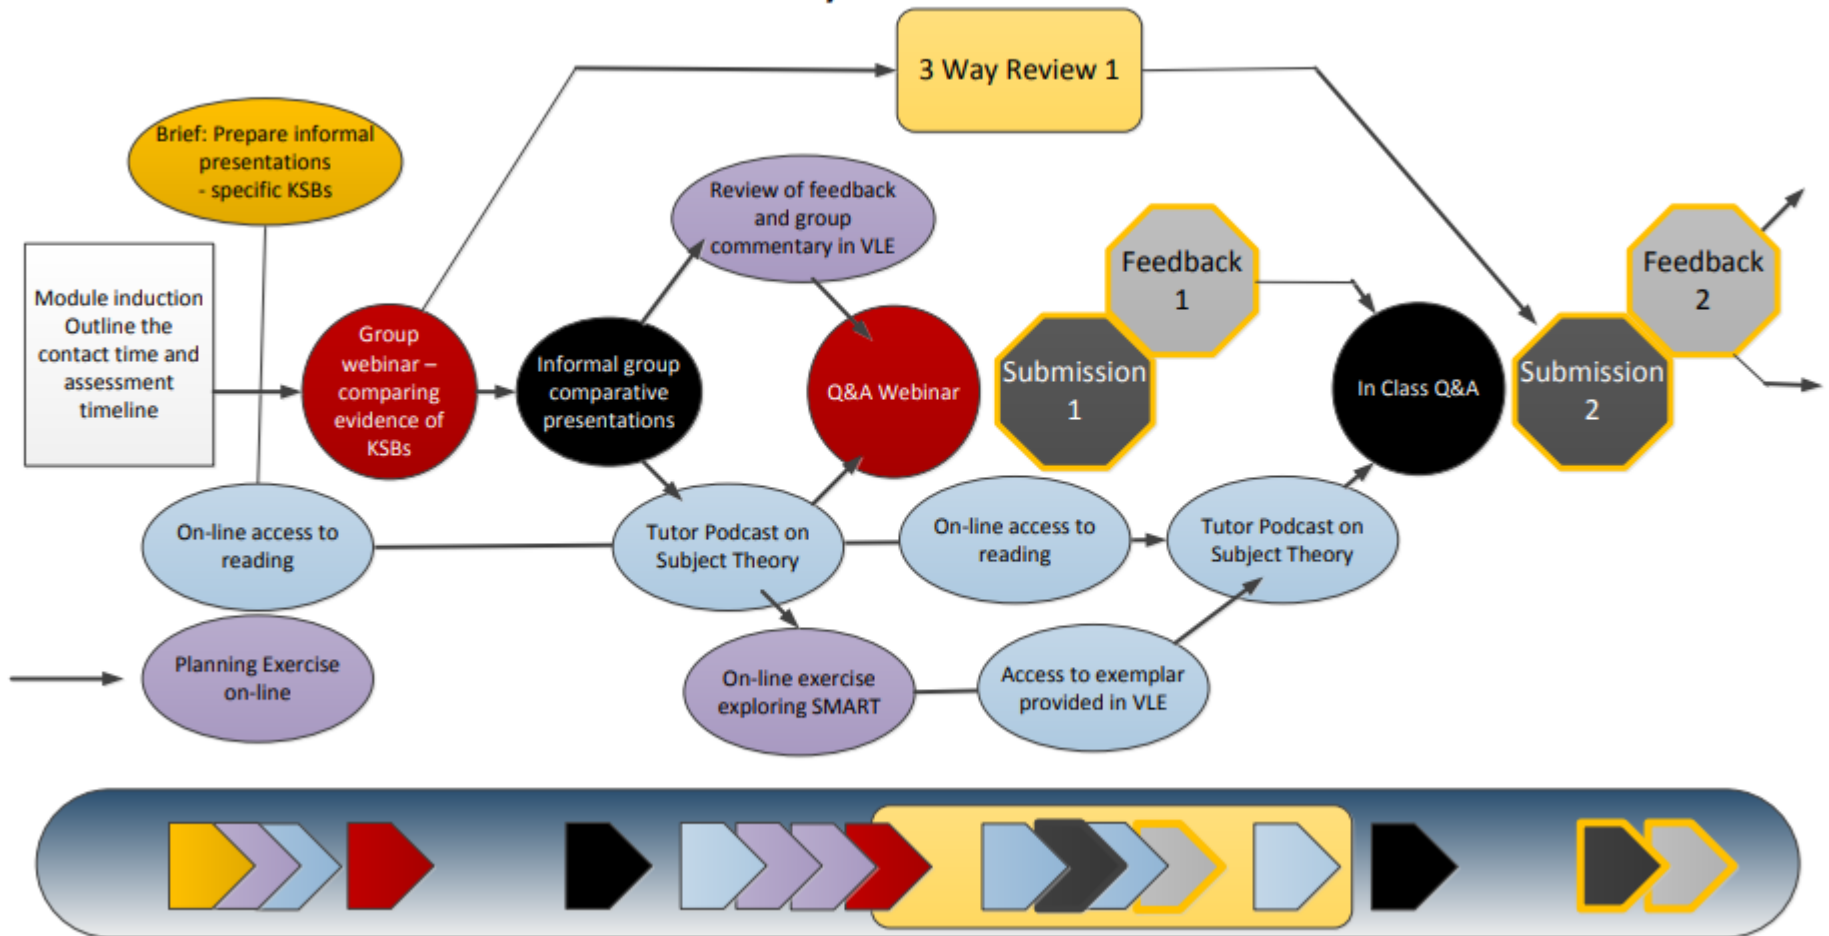 3 Way Review 1
Brief: Prepare informal
presentations
- specific KSBs
Review of feedback
and group
commentary in VLE
Module induction
Outline the
contact time and
assessment
timeline
Group
webinar –
comparing
evidence of
KSBs
Informal group
comparative
presentations
Q&A Webinar
Submission
1
Feedback
1
In Class Q&A
Submission
2
Feedback
2
On-line access to
reading
Tutor Podcast on
Subject Theory
On-line access to
reading
Tutor Podcast on
Subject Theory
Planning Exercise
on-line
On-line exercise
exploring SMART
Access to exemplar
provided in VLE